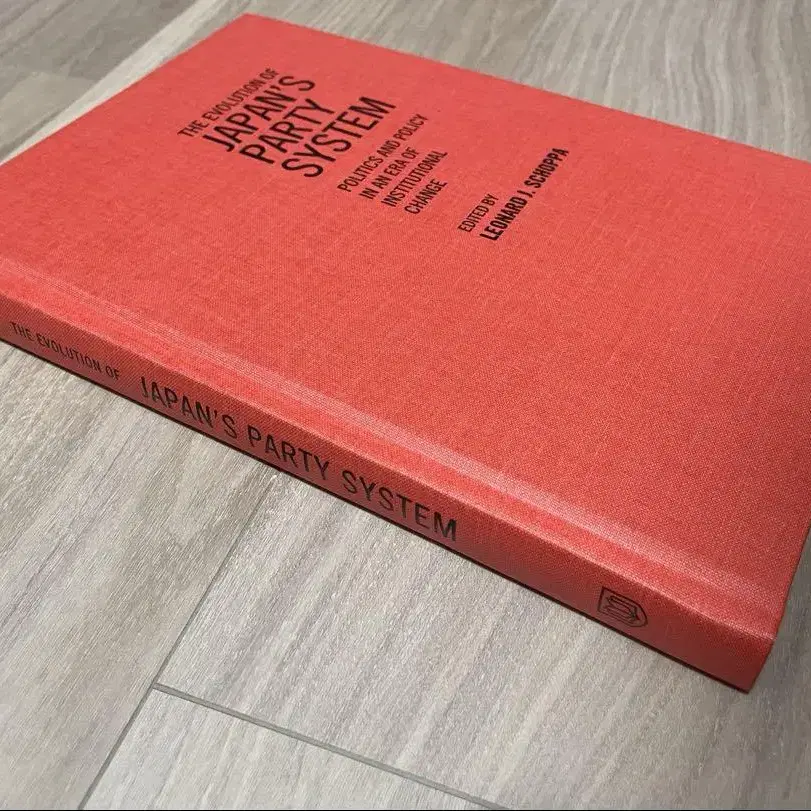 THE EVOLUTION OF
JAPAN'S
PARTY
SYSTEM
POLITICS AND POLICY
IN AN ERA OF
INSTITUTIONAL
CHANGE
EDITED BY
LEONARD J. SCHOPPA
THE EVOLUTION OF JAPAN'S PARTY SYSTEM